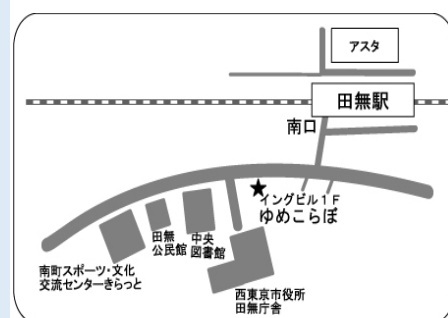 アスタ
田無駅
南口
イングビル1F
ゆめこらぼ
田無
公民館
中央
図書館
南町スポーツ・文化
交流センターきらっと
西東京市役所
田無庁舎